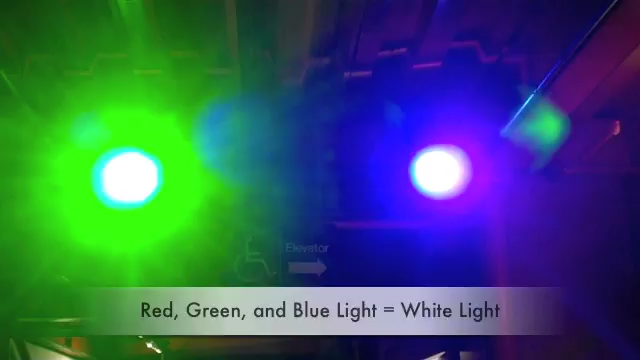 Elevator
Red, Green, and Blue Light = White Light